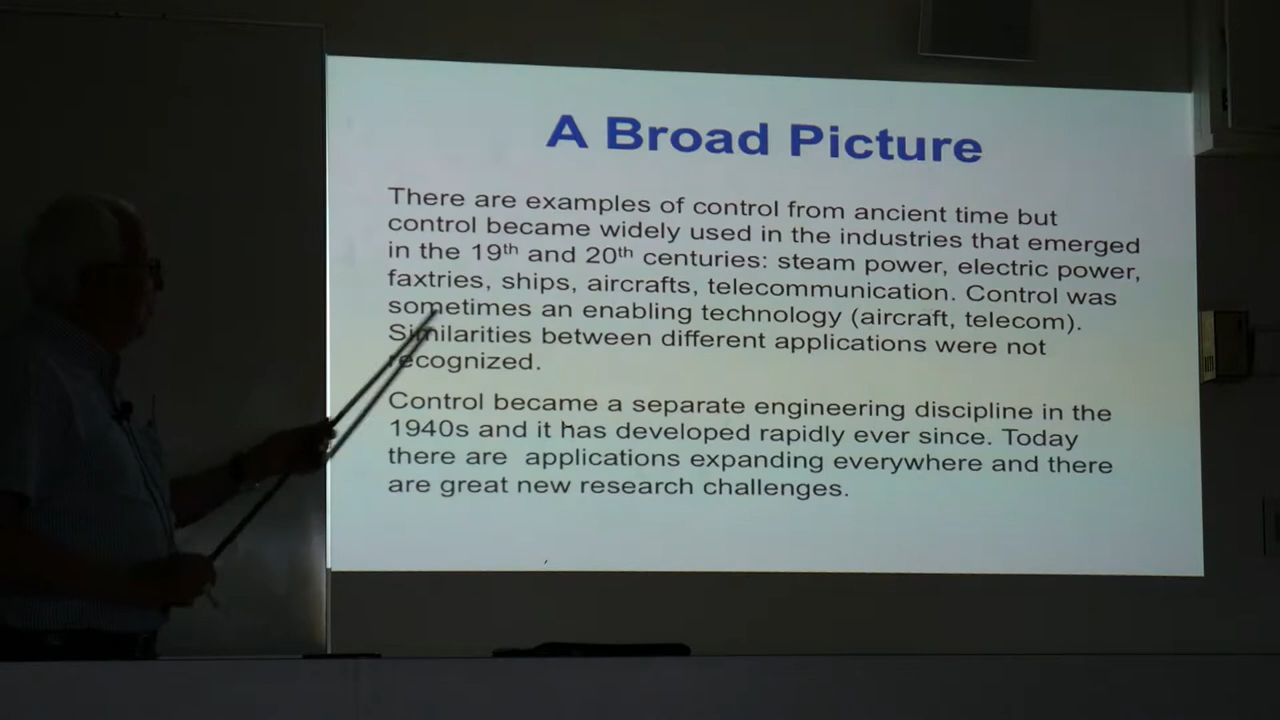 A Broad Picture
There are examples of control from ancient time but
control became widely used in the industries that emerged
in the 19th and 20th centuries: steam power, electric power,
faxtries, ships, aircrafts, telecommunication. Control was
sometimes an enabling technology (aircraft, telecom).
Similarities between different applications were not
recognized.
Control became a separate engineering discipline in the
1940s and it has developed rapidly ever since. Today
there are applications expanding everywhere and there
are great new research challenges.